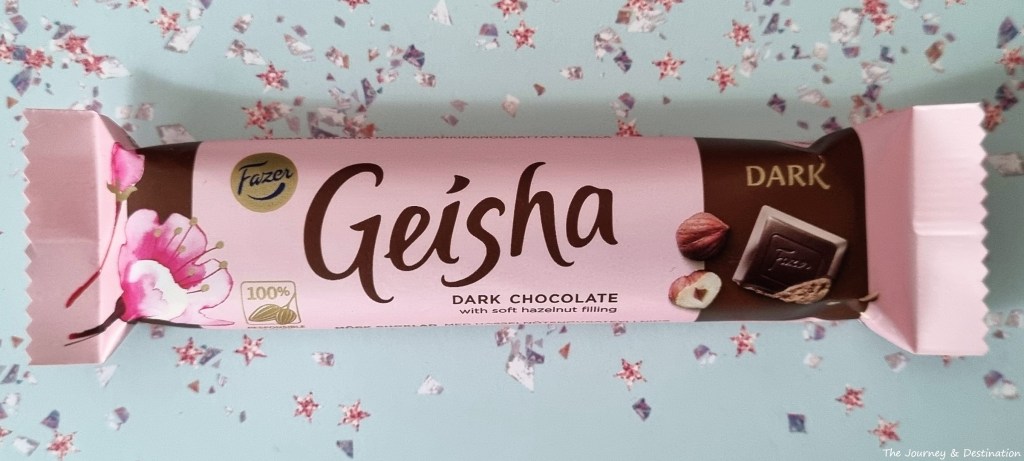 Fazer
Geisha
DARK CHOCOLATE
with soft hazelnut filling
100%
DARK
Fazer
The Journey & Destination